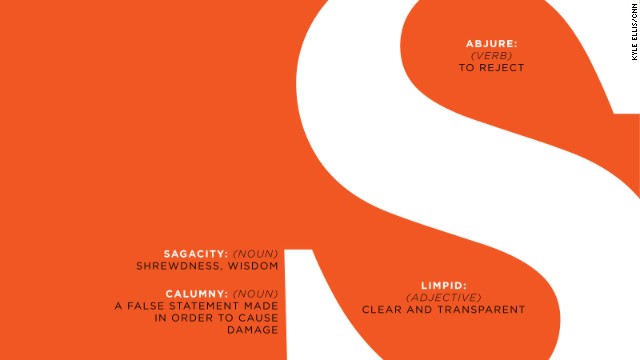 ABJURE:
(VERB)
TO REJECT
SAGACITY: (NOUN)
SHREWDNESS, WISDOM
CALUMNY: (NOUN)
A FALSE STATEMENT MADE
IN ORDER TO CAUSE
DAMAGE
LIMPID:
(ADJECTIVE)
CLEAR AND TRANSPARENT
S
KYLE ELLIS/CNN